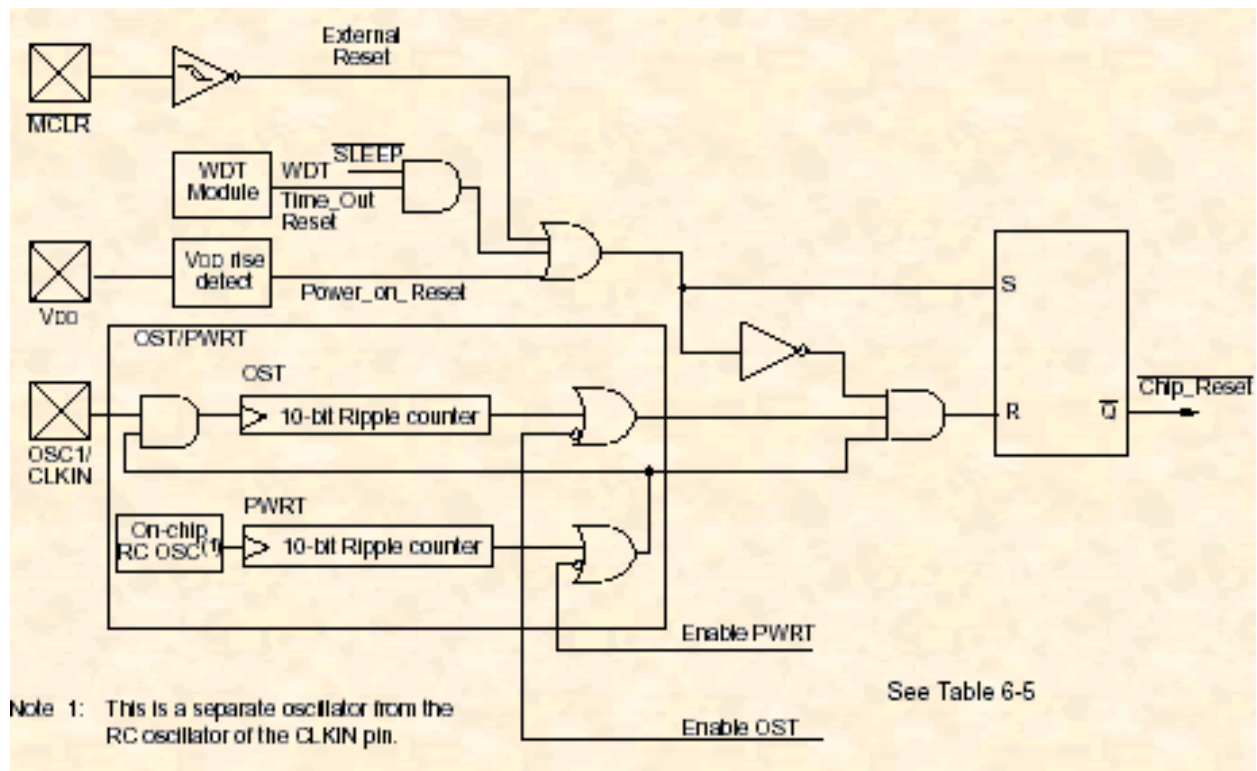 External
Reset
MCLR
WDT
Module
WDT
SLEEP
Time_Out
Reset
VDD rise
detect
Power_on_Reset
VDD
OST/PWRT
OST
10-bit Ripple counter
OSC1/
CLKIN
PWRT
On-chip
RC OSC(1)
10-bit Ripple counter
S
R
Q
Chip_Reset
Enable PWRT
See Table 6-5
Enable OST
Note 1: This is a separate oscillator from the
RC oscillator of the CLKIN pin.